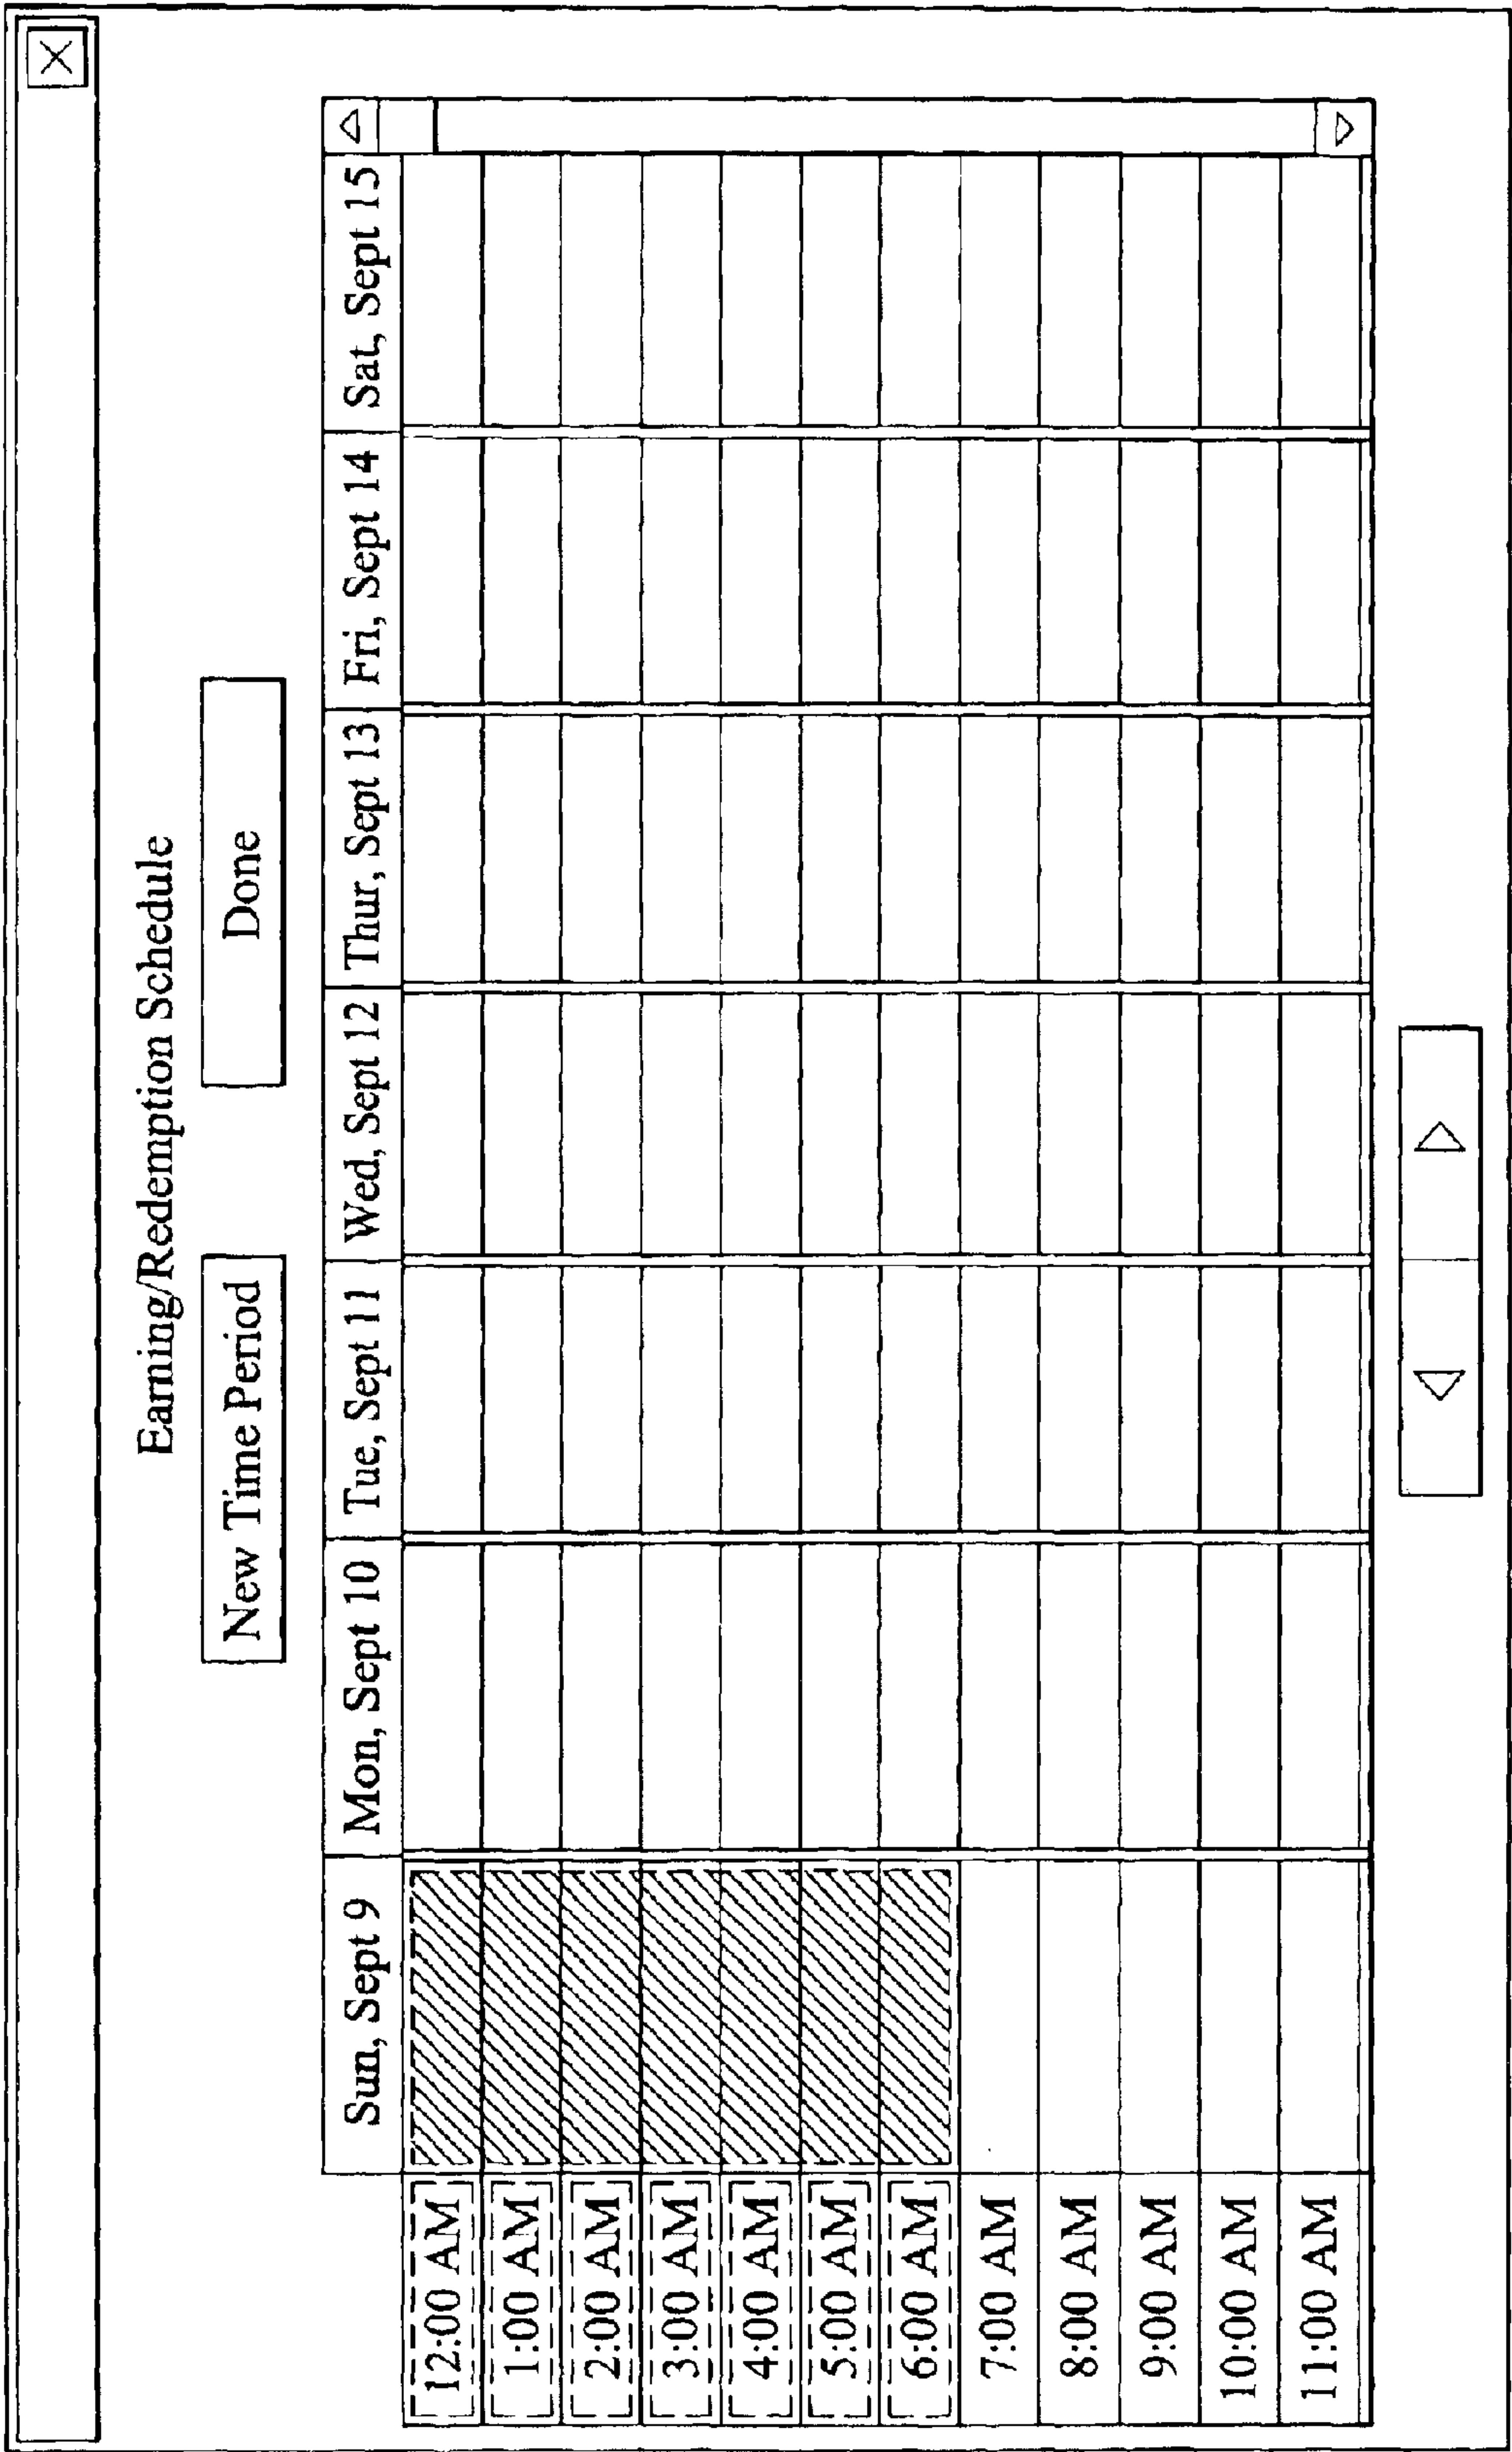 Earning/Redemption Schedule
New Time Period
Done
Sun, Sept 9
Mon, Sept 10
Tue, Sept 11
Wed, Sept 12
Thur, Sept 13
Fri, Sept 14
Sat, Sept 15
12:00 AM
1:00 AM
2:00 AM
3:00 AM
4:00 AM
5:00 AM
6:00 AM
7:00 AM
8:00 AM
9:00 AM
10:00 AM
11:00 AM